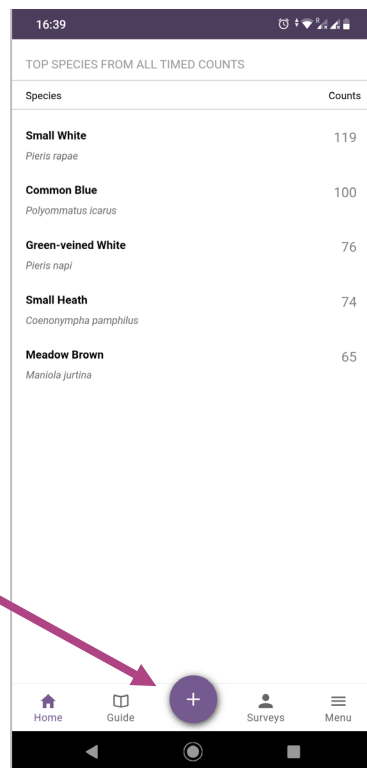 16:39
R
TOP SPECIES FROM ALL TIMED COUNTS
Species Counts
Small White 119
Pieris rapae
Common Blue 100
Polyommatus icarus
Green-veined White 76
Pieris napi
Small Heath 74
Coenonympha pamphilus
Meadow Brown 65
Maniola jurtina
+
Home Guide Surveys Menu